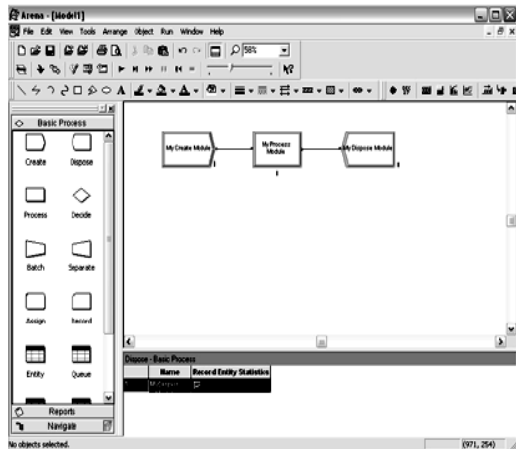 Arena - [Model1]
File Edit View Tools Arrange Object Run Window Help
58%
Basic Process
Create Dispose
Process Decide
Batch Separate
Assign Record
Entity Queue
Reports
Navigate
My Create Module
My Process
Module
My Dispose Module
Dispose - Basic Process
Name Record Entity Statistics
1
No objects selected.
(971, 254)